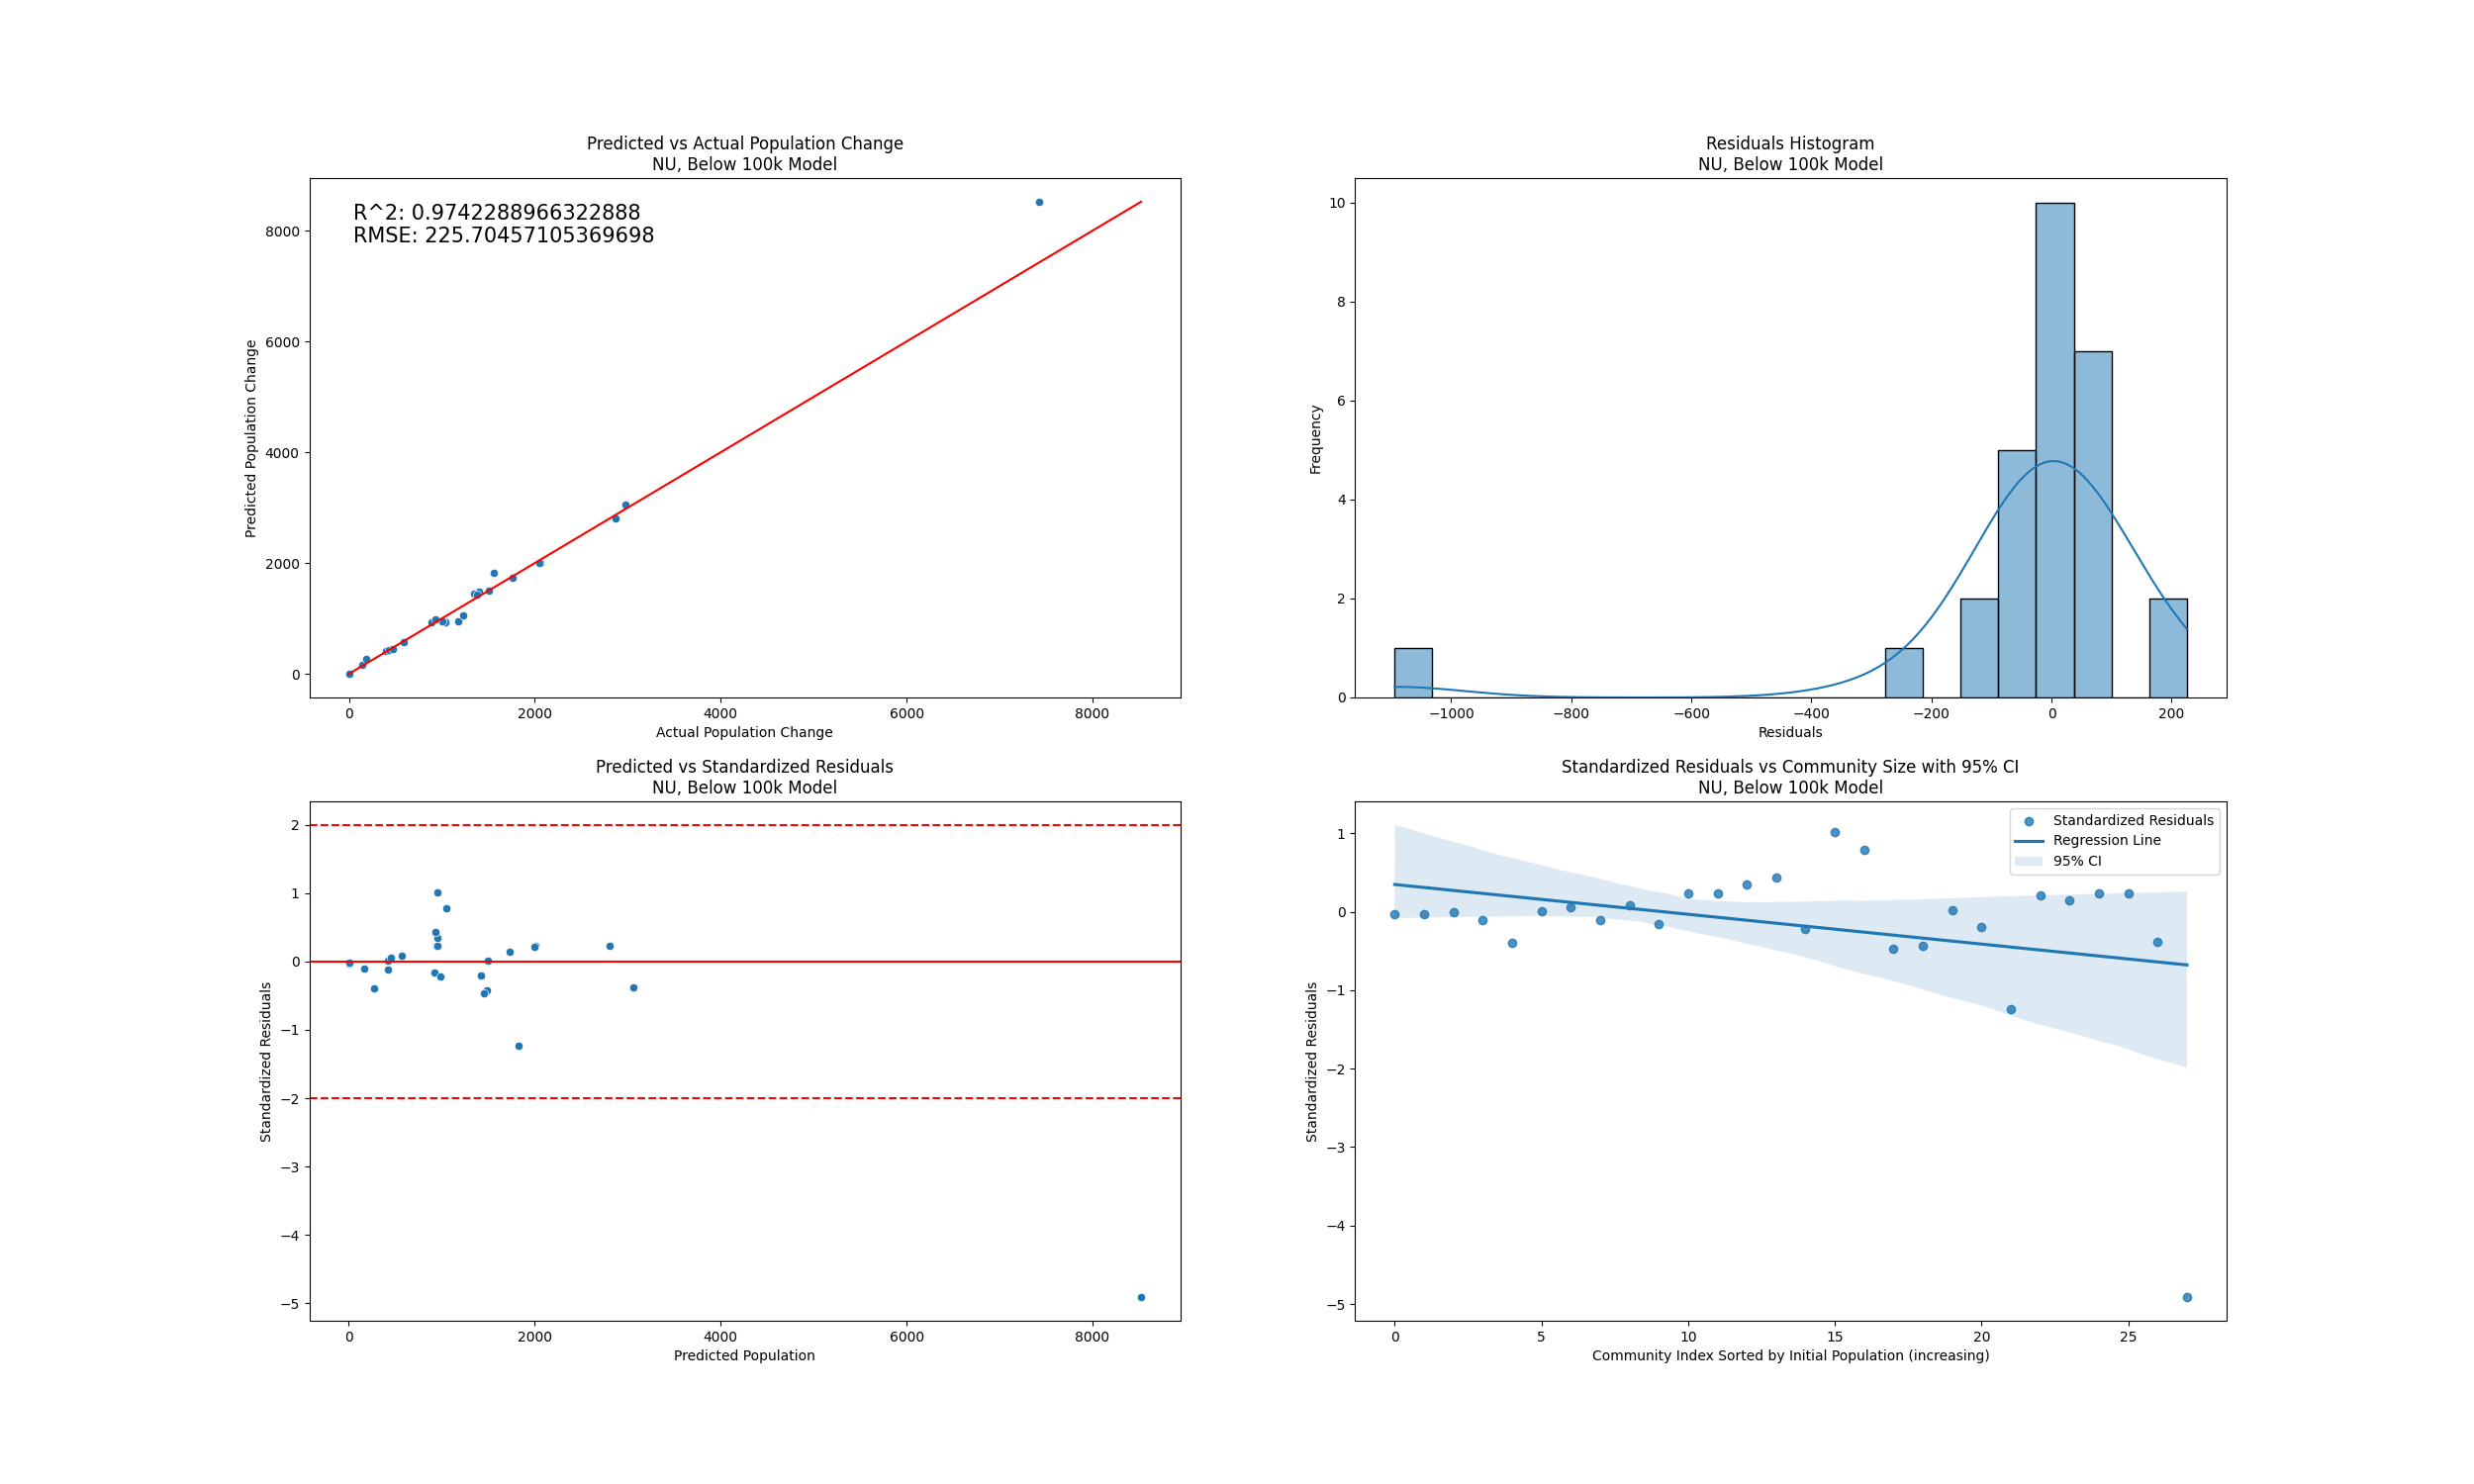 Predicted vs Actual Population Change
NU, Below 100k Model
R^2: 0.9742288966322888
RMSE: 225.70457105369698
8000
6000
4000
2000
0
Predicted Population Change
0 2000 4000 6000 8000
Actual Population Change
Residuals Histogram
NU, Below 100k Model
10
8
6
4
2
0
Frequency
−1000 −800 −600 −400 −200 0 200
Residuals
Predicted vs Standardized Residuals
NU, Below 100k Model
2
1
0
−1
−2
−3
−4
−5
Standardized Residuals
0 2000 4000 6000 8000
Predicted Population
Standardized Residuals vs Community Size with 95% CI
NU, Below 100k Model
Standardized Residuals
Regression Line
95% CI
1
0
−1
−2
−3
−4
−5
Standardized Residuals
0 5 10 15 20 25
Community Index Sorted by Initial Population (increasing)